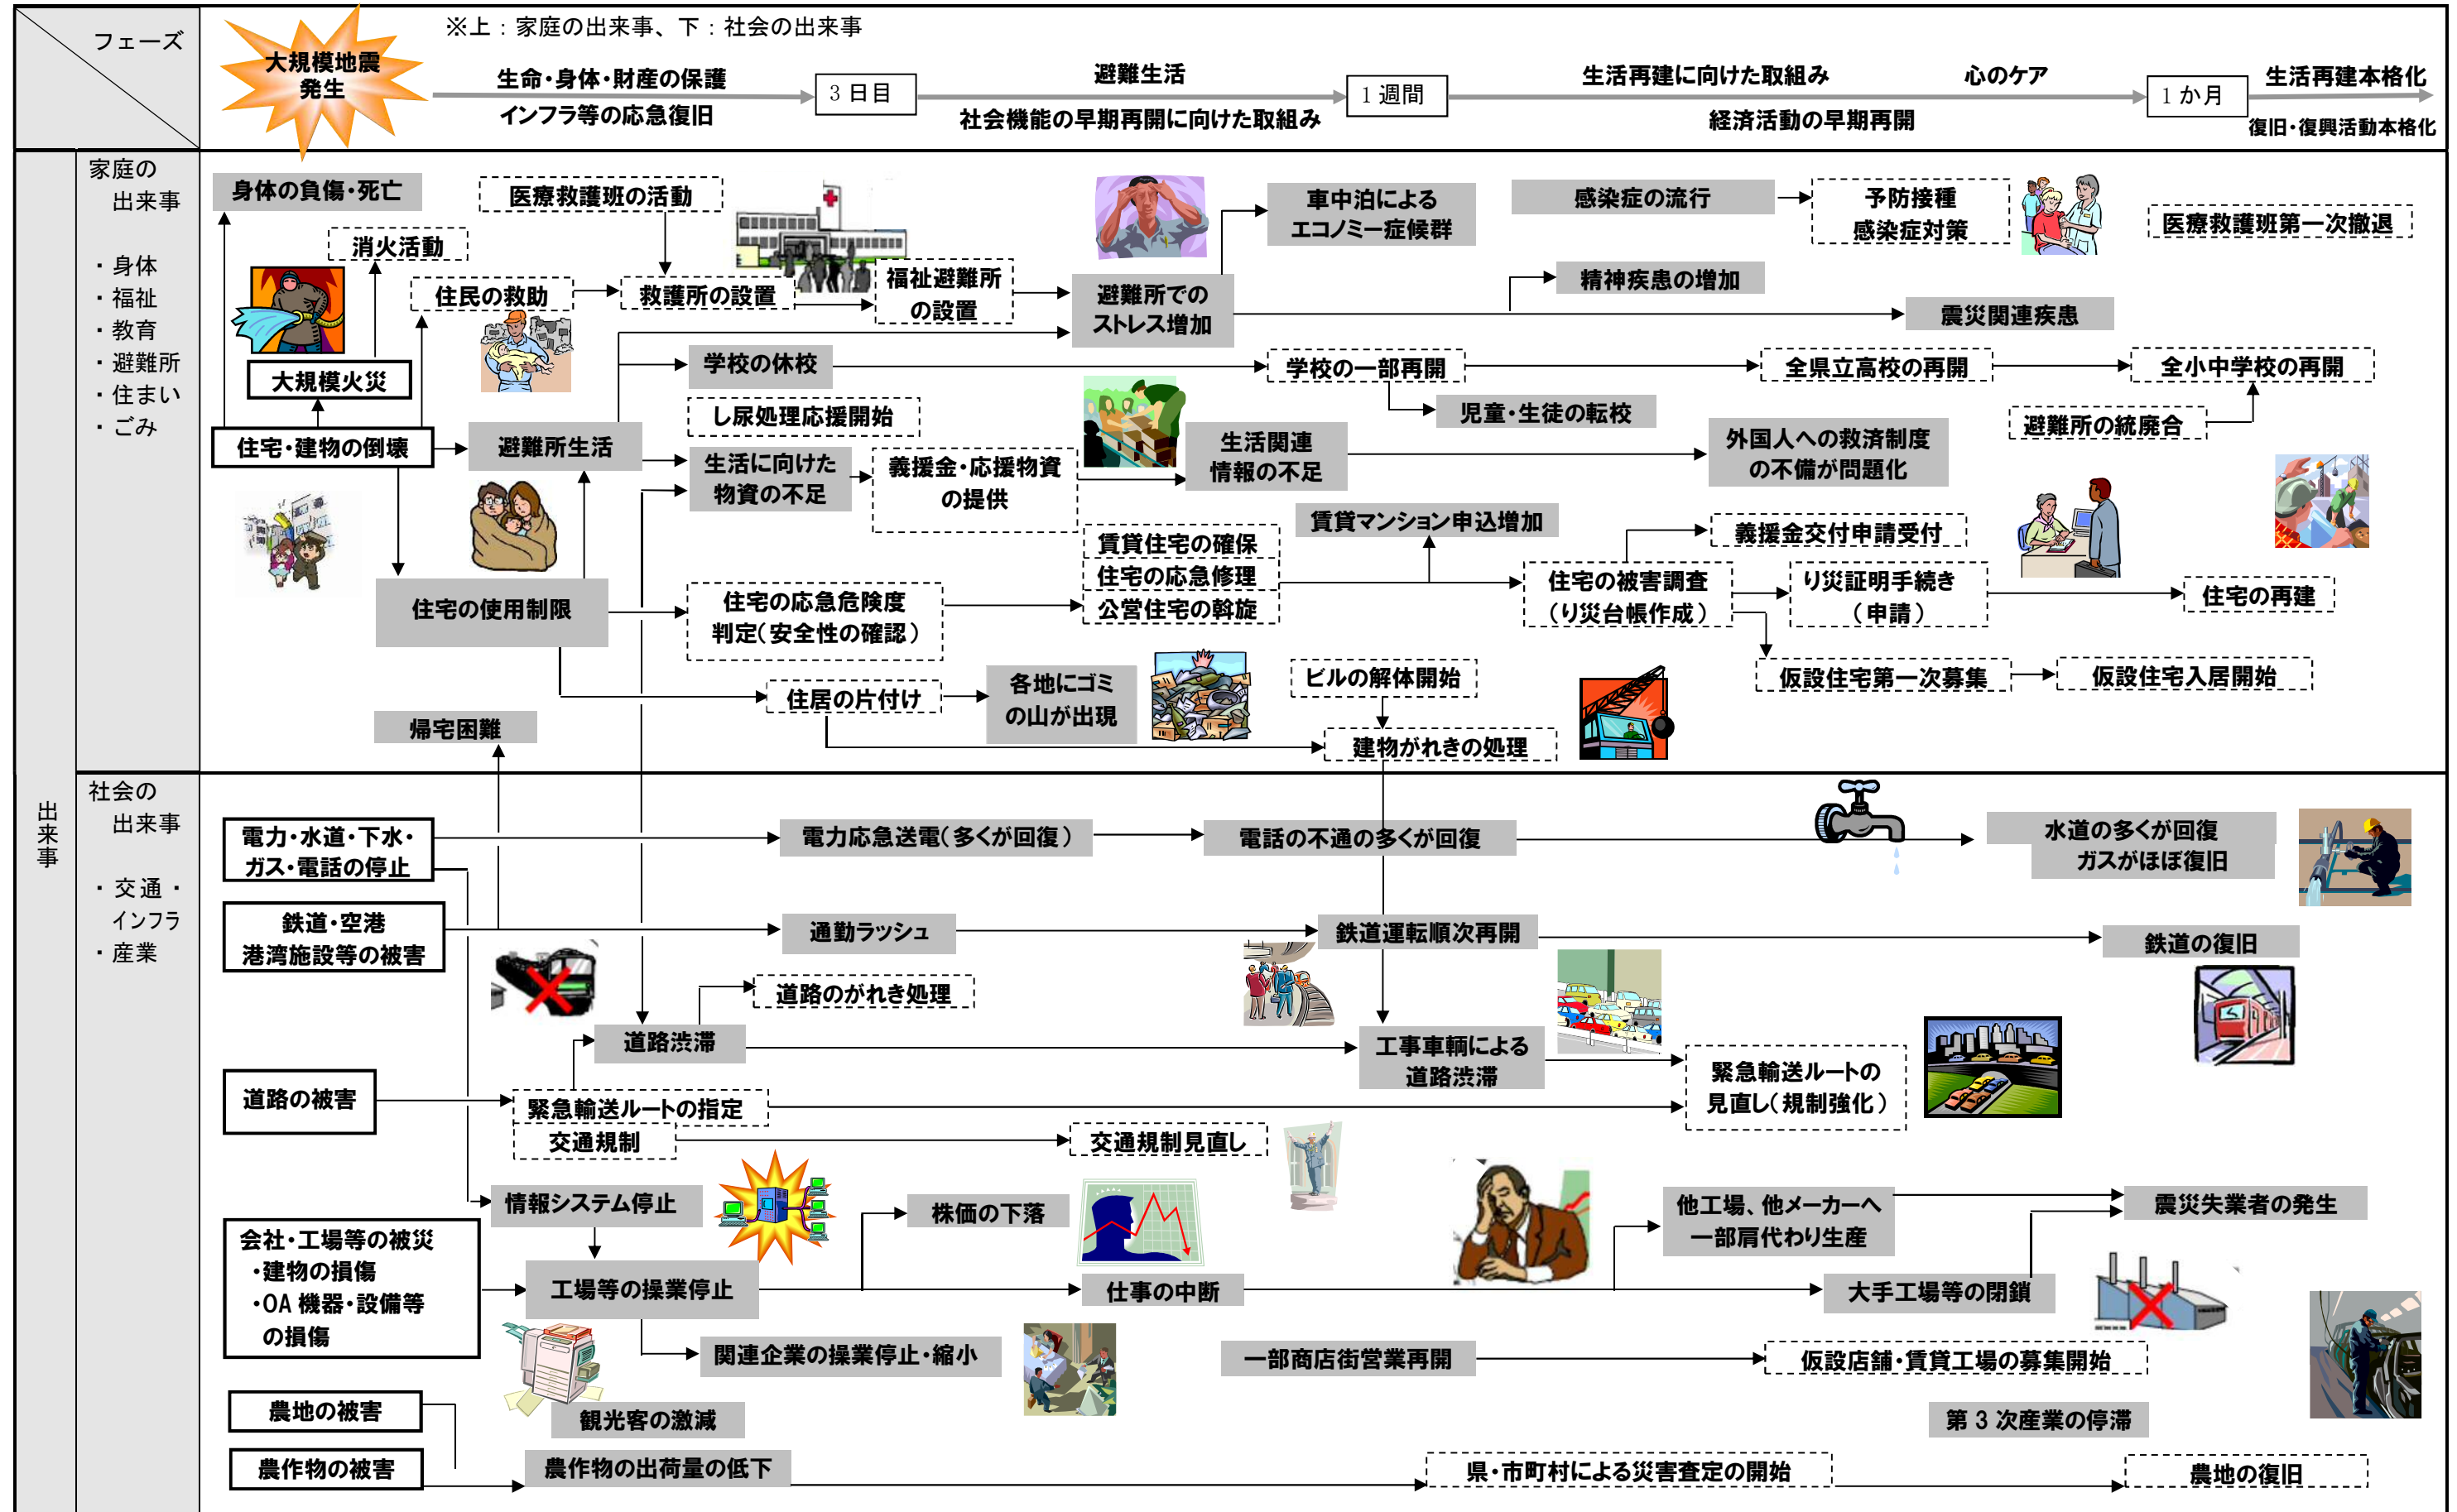 フェーズ
※上：家庭の出来事、下：社会の出来事
大規模地震
発生
生命・身体・財産の保護
インフラ等の応急復旧
3日目
避難生活
社会機能の早期再開に向けた取組み
1週間
生活再建に向けた取組み
心のケア
経済活動の早期再開
1か月
生活再建本格化
復旧・復興活動本格化
出来事
家庭の
出来事
・身体
・福祉
・教育
・避難所
・住まい
・ごみ
身体の負傷・死亡
医療救護班の活動
車中泊による
エコノミー症候群
感染症の流行
予防接種
感染症対策
医療救護班第一次撤退
消火活動
住民の救助
救護所の設置
福祉避難所
の設置
避難所での
ストレス増加
精神疾患の増加
震災関連疾患
大規模火災
学校の休校
学校の一部再開
全県立高校の再開
全小中学校の再開
し尿処理応援開始
児童・生徒の転校
避難所の統廃合
住宅・建物の倒壊
避難所生活
生活に向けた
物資の不足
義援金・応援物資
の提供
生活関連
情報の不足
外国人への救済制度
の不備が問題化
賃貸マンション申込増加
義援金交付申請受付
賃貸住宅の確保
住宅の応急修理
公営住宅の斡旋
住宅の使用制限
住宅の応急危険度
判定（安全性の確認）
住宅の被害調査
（り災台帳作成）
り災証明手続き
（申請）
住宅の再建
仮設住宅第一次募集
仮設住宅入居開始
住居の片付け
各地にゴミ
の山が出現
ビルの解体開始
建物がれきの処理
帰宅困難
社会の
出来事
・交通・
インフラ
・産業
電力・水道・下水・
ガス・電話の停止
電力応急送電（多くが回復）
電話の不通の多くが回復
水道の多くが回復
ガスがほぼ復旧
鉄道・空港
港湾施設等の被害
通勤ラッシュ
鉄道運転順次再開
鉄道の復旧
道路のがれき処理
道路渋滞
工事車輌による
道路渋滞
道路の被害
緊急輸送ルートの指定
交通規制
交通規制見直し
緊急輸送ルートの
見直し（規制強化）
情報システム停止
株価の下落
他工場、他メーカーへ
一部肩代わり生産
震災失業者の発生
会社・工場等の被災
・建物の損傷
・OA機器・設備等
の損傷
工場等の操業停止
仕事の中断
大手工場等の閉鎖
関連企業の操業停止・縮小
一部商店街営業再開
仮設店舗・賃貸工場の募集開始
農地の被害
観光客の激減
第3次産業の停滞
農作物の被害
農作物の出荷量の低下
県・市町村による災害査定の開始
農地の復旧